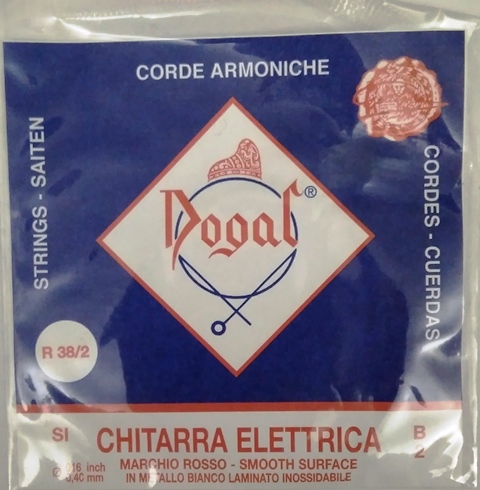 CORDE ARMONICHE
STRINGS - SAITEN
CORDES - CUERDAS
Dogal®
R 38/2
SI
CHITARRA ELETTRICA
B
2
MARCHIO ROSSO - SMOOTH SURFACE
IN METALLO BIANCO LAMINATO INOSSIDABILE
inch
0,40 mm